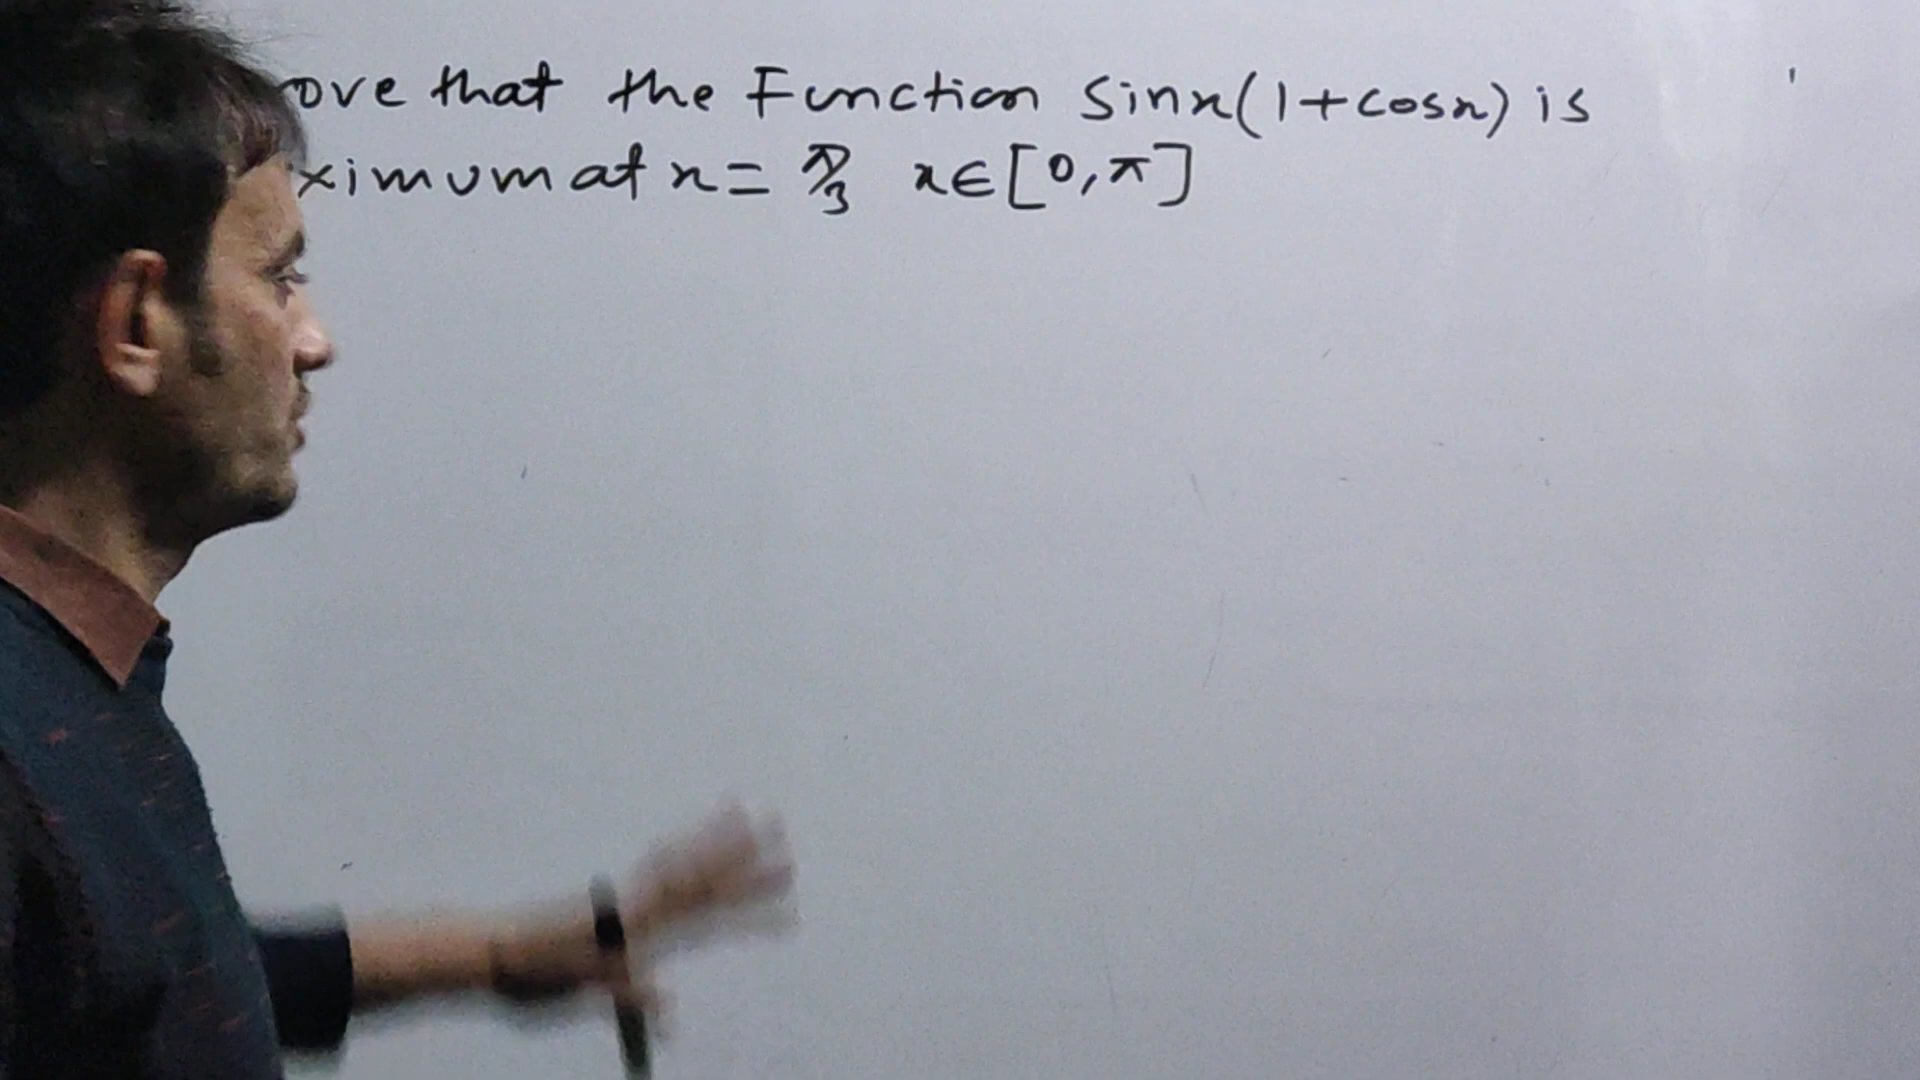 ove that the Function sinx(1+cosx) is
ximum at x = π/3 x∈[0,π]